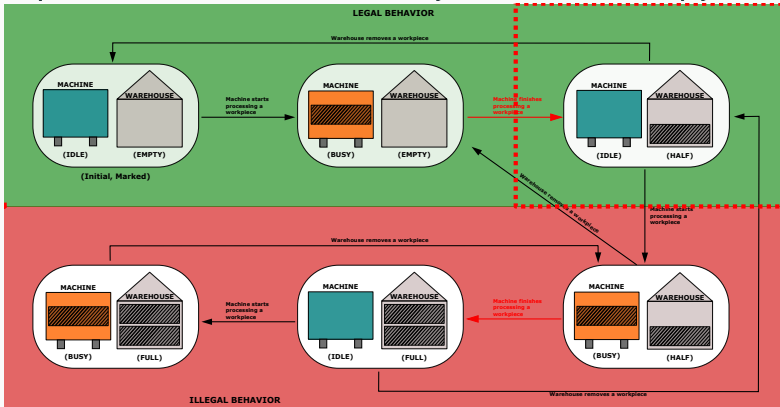 LEGAL BEHAVIOR
Warehouse removes a workpiece
MACHINE
WAREHOUSE
(IDLE)
(EMPTY)
(Initial, Marked)
Machine starts
processing a
workpiece
MACHINE
WAREHOUSE
(BUSY)
(EMPTY)
Machine finishes
processing a
workpiece
MACHINE
WAREHOUSE
(IDLE)
(HALF)
Warehouse removes a workpiece
Machine starts
processing a
workpiece
Warehouse removes a workpiece
MACHINE
WAREHOUSE
(BUSY)
(FULL)
Machine starts
processing a
workpiece
MACHINE
WAREHOUSE
(IDLE)
(FULL)
Machine finishes
processing a
workpiece
MACHINE
WAREHOUSE
(BUSY)
(HALF)
Warehouse removes a workpiece
ILLEGAL BEHAVIOR